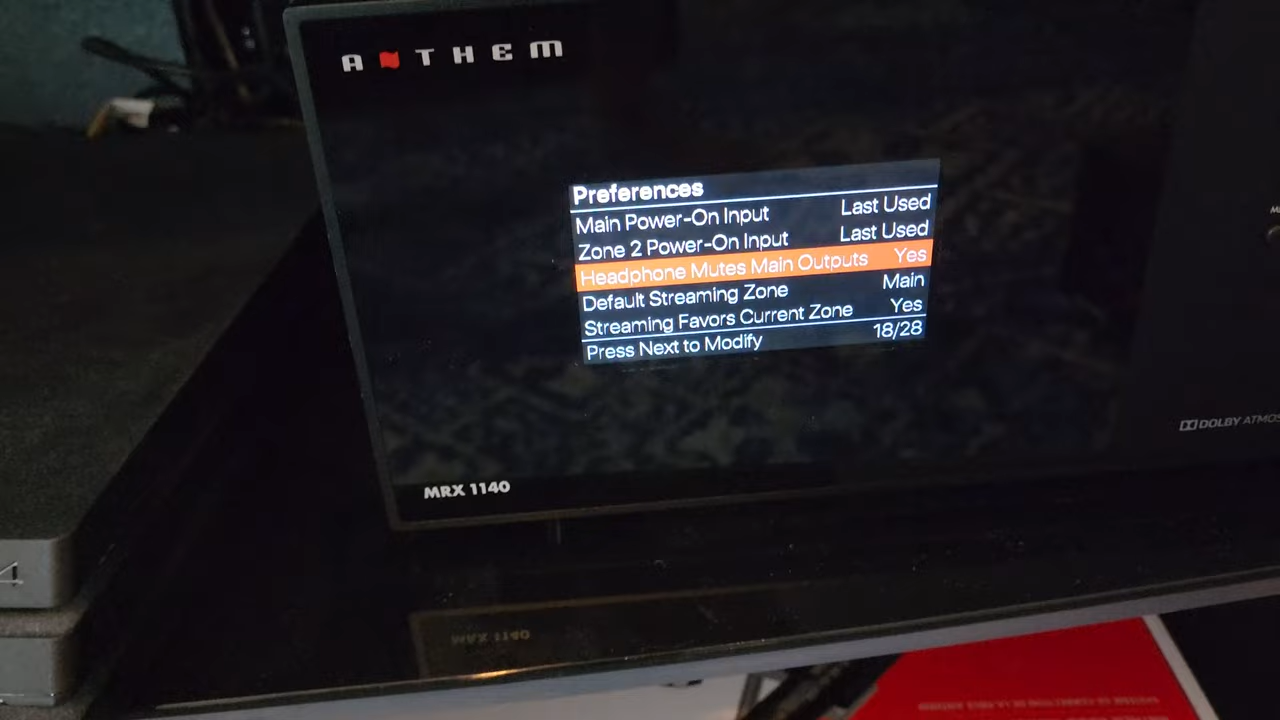 ANTHEM
Preferences
Main Power-On Input Last Used
Zone 2 Power-On Input Last Used
Headphone Mutes Main Outputs Yes
Default Streaming Zone Main
Streaming Favors Current Zone Yes
Press Next to Modify 18/28
DOLBY ATMOS
MRX 1140
4